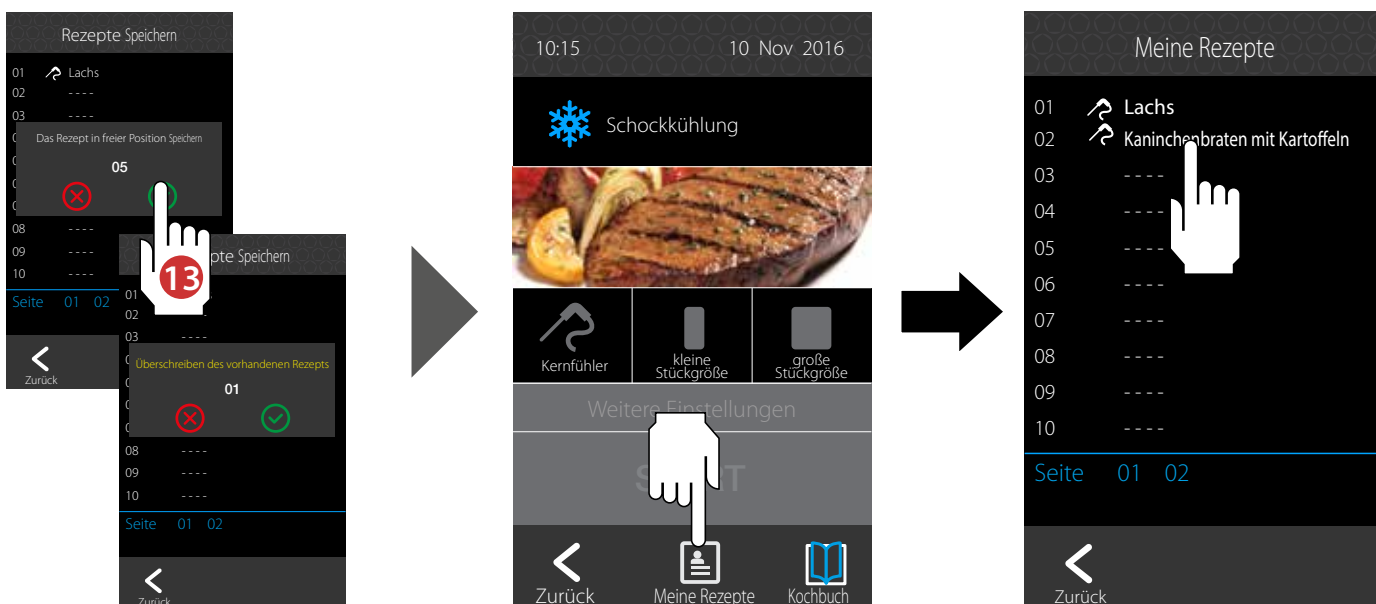 Rezepte Speichern
01 Lachs
02 - - - -
03 - - - -
Das Rezept in freier Position Speichern
05
08 - - - -
09 - - - -
10 - - - -
Seite 01 02
Zurück
13
pte Speichern
01
02 - - - -
03 - - - -
Überschreiben des vorhandenen Rezepts
01
08 - - - -
09 - - - -
10 - - - -
Seite 01 02
Zurück
10:15 10 Nov 2016
Schockkühlung
Kernfühler
kleine
Stückgröße
große
Stückgröße
Weitere Einstellungen
Zurück
Meine Rezepte
Kochbuch
Meine Rezepte
01 Lachs
02 Kaninchenbraten mit Kartoffeln
03 - - - -
04 - - - -
05 - - - -
06 - - - -
07 - - - -
08 - - - -
09 - - - -
10 - - - -
Seite 01 02
Zurück